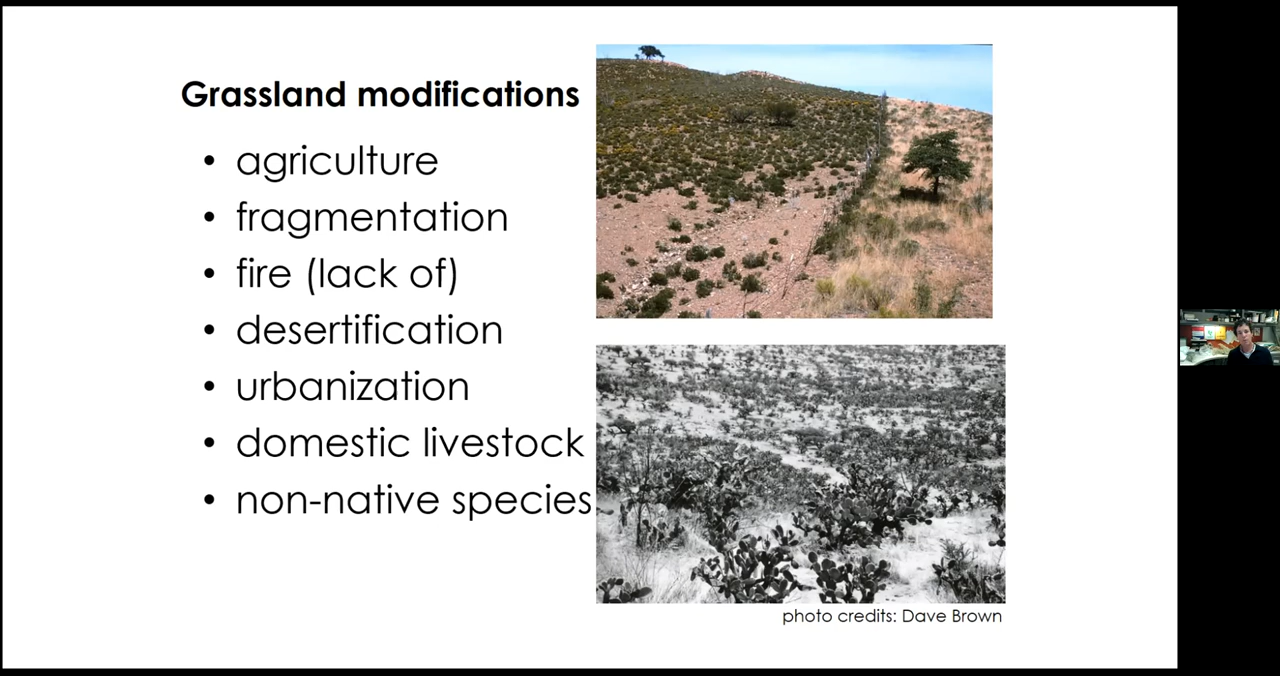 Grassland modifications
• agriculture
• fragmentation
• fire (lack of)
• desertification
• urbanization
• domestic livestock
• non-native species
photo credits: Dave Brown